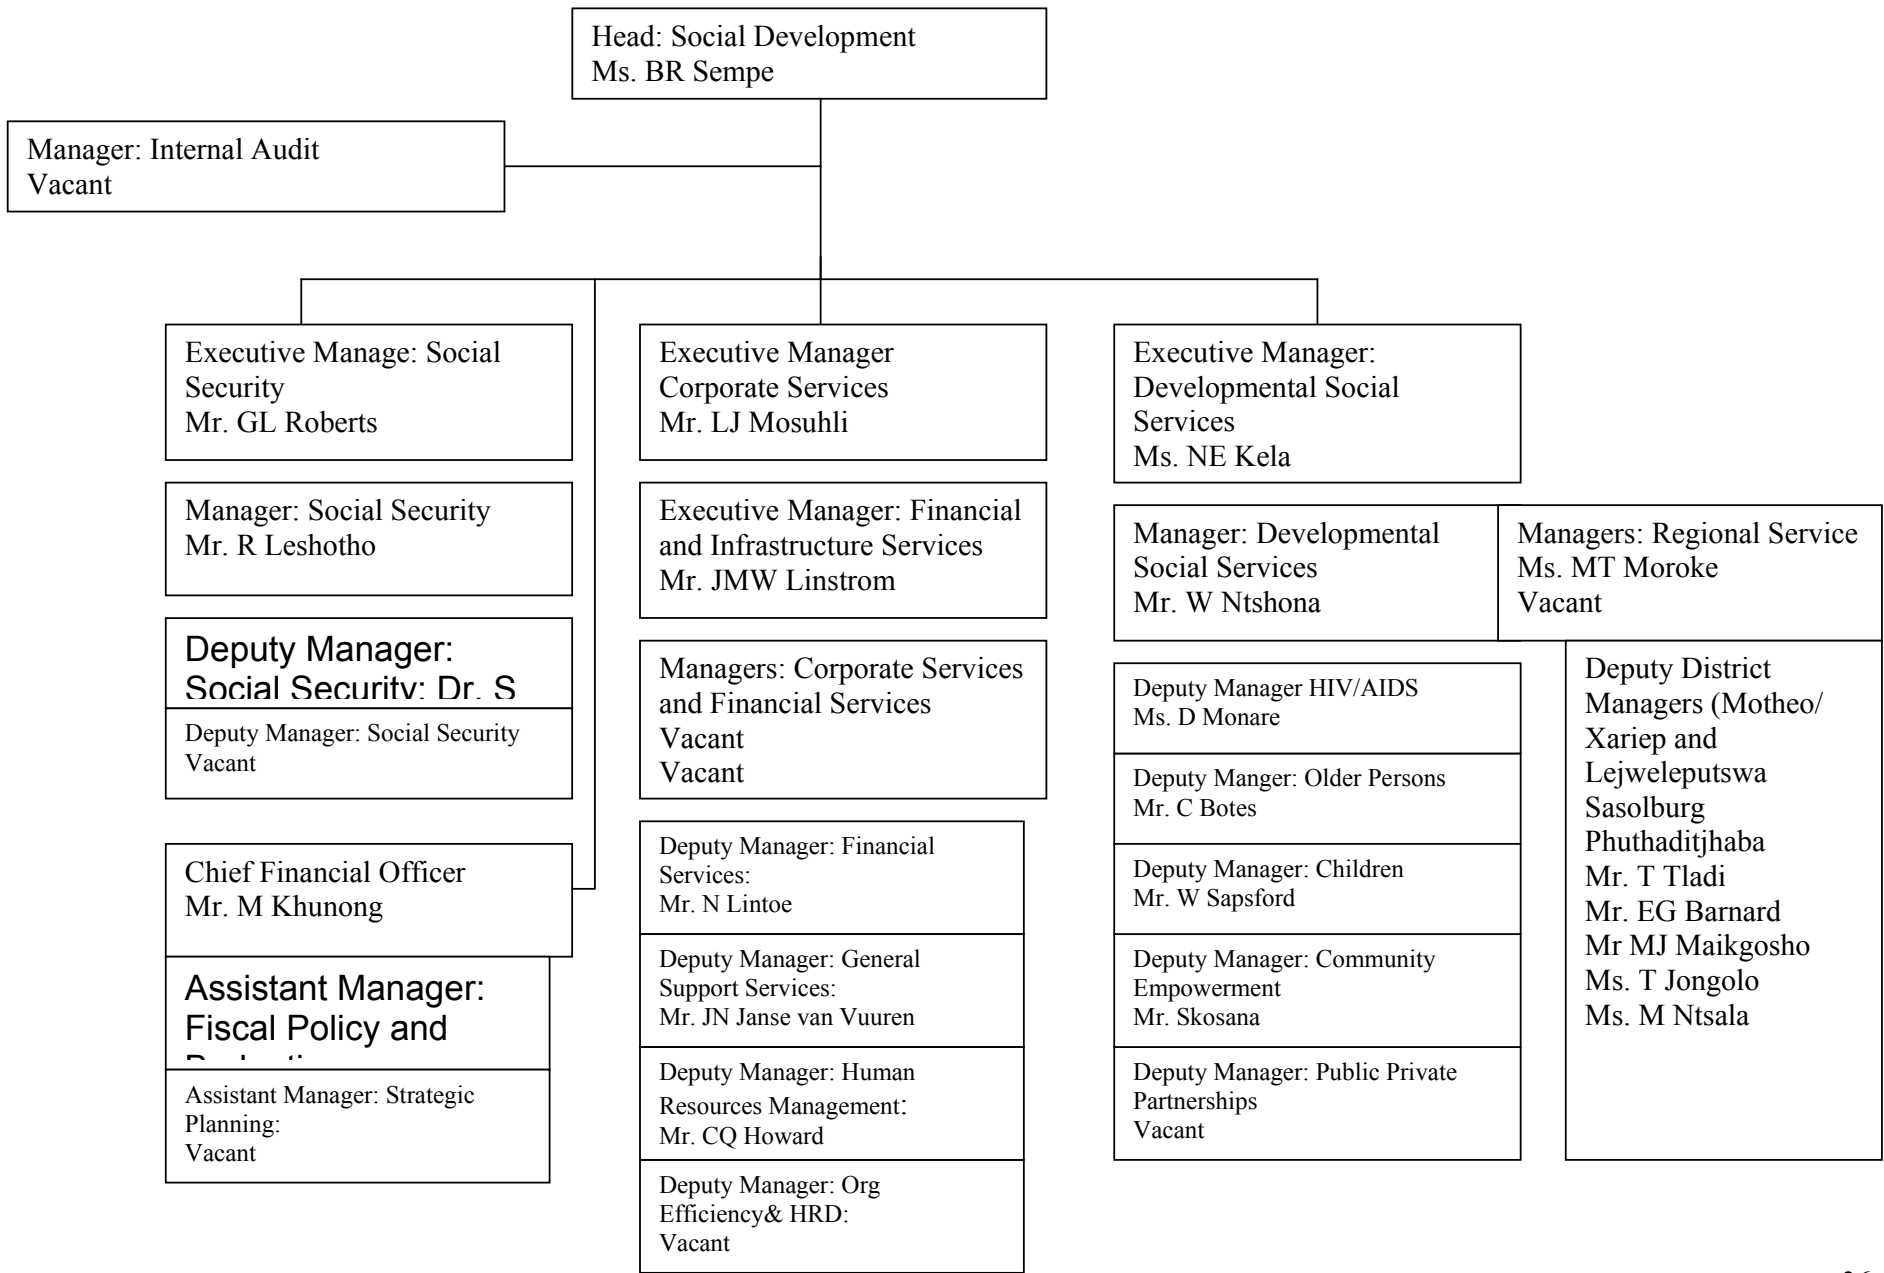 Head: Social Development
Ms. BR Sempe
Manager: Internal Audit
Vacant
Executive Manage: Social
Security
Mr. GL Roberts
Executive Manager
Corporate Services
Mr. LJ Mosuhli
Executive Manager:
Developmental Social
Services
Ms. NE Kela
Manager: Social Security
Mr. R Leshotho
Executive Manager: Financial
and Infrastructure Services
Mr. JMW Linstrom
Manager: Developmental
Social Services
Mr. W Ntshona
Managers: Regional Service
Ms. MT Moroke
Vacant
Deputy Manager:
Social Security: Dr. S
Deputy Manager: Social Security
Vacant
Managers: Corporate Services
and Financial Services
Vacant
Vacant
Deputy Manager HIV/AIDS
Ms. D Monare
Deputy Manger: Older Persons
Mr. C Botes
Deputy Manager: Children
Mr. W Sapsford
Deputy Manager: Community
Empowerment
Mr. Skosana
Deputy Manager: Public Private
Partnerships
Vacant
Deputy District
Managers (Motheo/
Xariep and
Lejweleputswa
Sasolburg
Phuthaditjhaba
Mr. T Tladi
Mr. EG Barnard
Mr MJ Maikgosho
Ms. T Jongolo
Ms. M Ntsala
Chief Financial Officer
Mr. M Khunong
Assistant Manager:
Fiscal Policy and
Assistant Manager: Strategic
Planning:
Vacant
Deputy Manager: Financial
Services:
Mr. N Lintoe
Deputy Manager: General
Support Services:
Mr. JN Janse van Vuuren
Deputy Manager: Human
Resources Management:
Mr. CQ Howard
Deputy Manager: Org
Efficiency& HRD:
Vacant